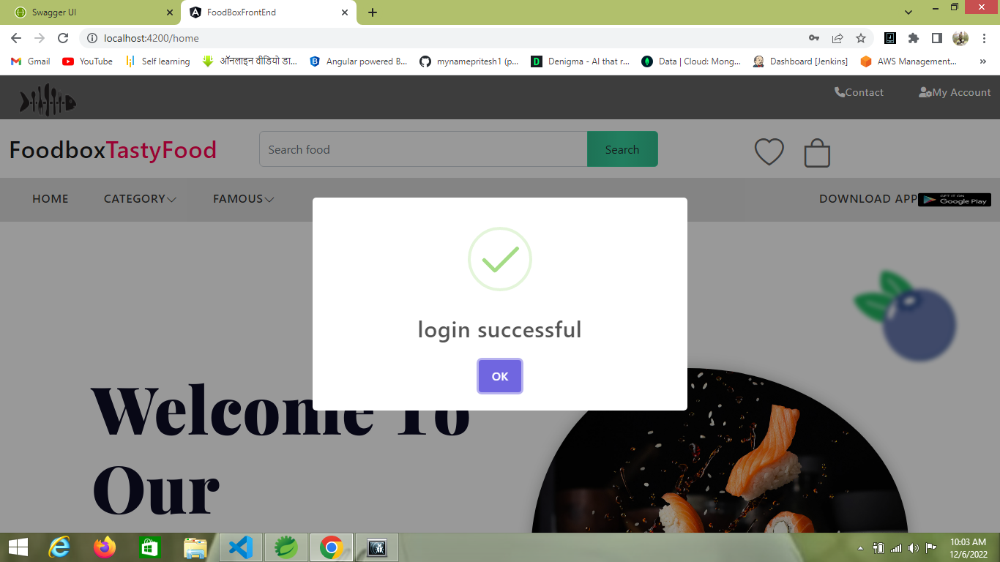 Swagger UI
FoodBoxFrontEnd
localhost:4200/home
Gmail
YouTube
Self learning
ऑनलाइन वीडियो डा...
Angular powered B...
mynamepritesh1 (p...
Denigma - AI that r...
Data | Cloud: Mong...
Dashboard [Jenkins]
AWS Management...
»
Contact
My Account
FoodboxTastyFood
Search food
Search
HOME
CATEGORY
FAMOUS
DOWNLOAD APP
GET IT ON
Google Play
login successful
OK
Welcome To
Our
10:03 AM
12/6/2022